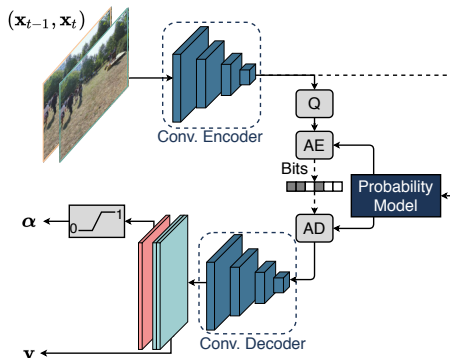 (x_{t−1}, x_t)
Conv. Encoder
Q
AE
Bits
Probability
Model
AD
α
0
1
Conv. Decoder
v